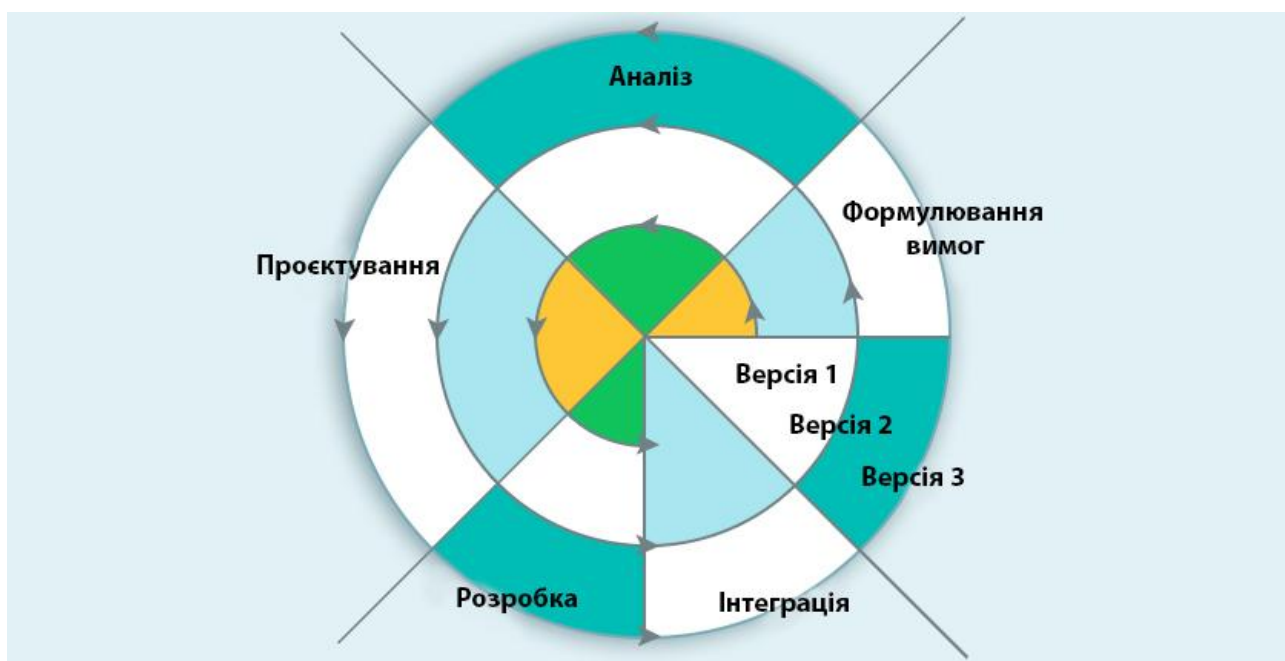 Аналіз
Формулювання
вимог
Проєктування
Версія 1
Версія 2
Версія 3
Розробка
Інтеграція